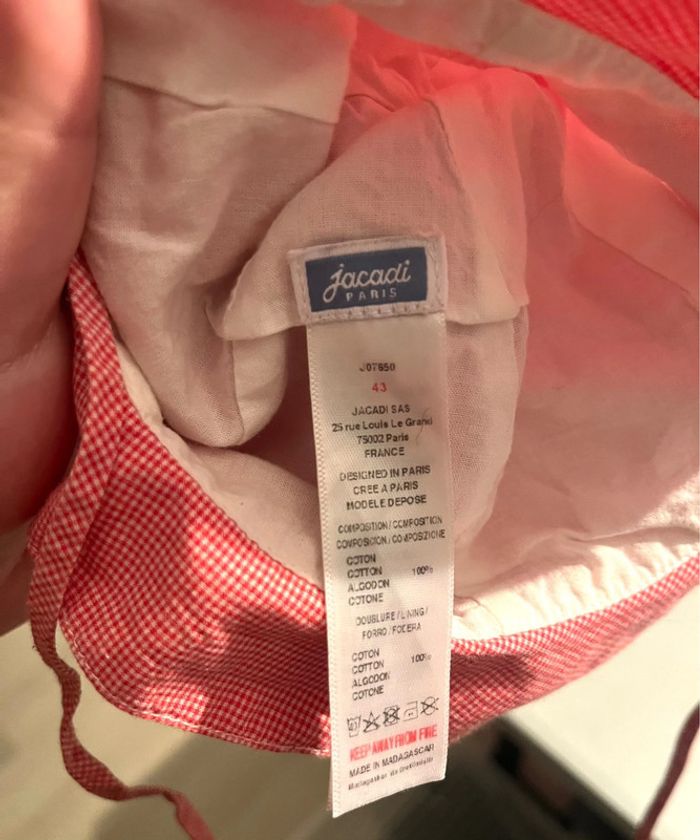 jacadi
PARIS
J07650
43
JACADI SAS
25 rue Louis Le Grand
75002 Paris
FRANCE
DESIGNED IN PARIS
CREE A PARIS
MODELE DEPOSE
COMPOSITION / COMPOSITION
COMPOSICION / COMPOSIZIONE
COTON
COTTON 100%
ALGODON
COTONE
DOUBLURE / LINING /
FORRO / FODERA
COTON
COTTON 100%
ALGODON
COTONE
KEEP AWAY FROM FIRE
MADE IN MADAGASCAR